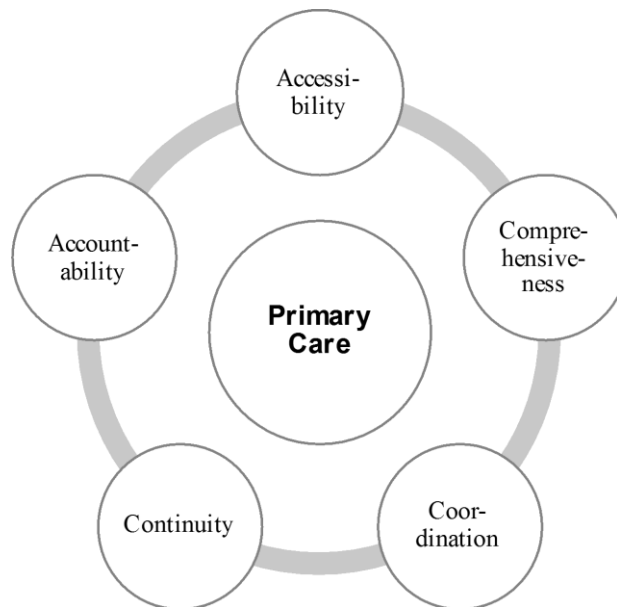 Accessi-
bility
Compre-
hensive-
ness
Account-
ability
Primary
Care
Continuity
Coor-
dination